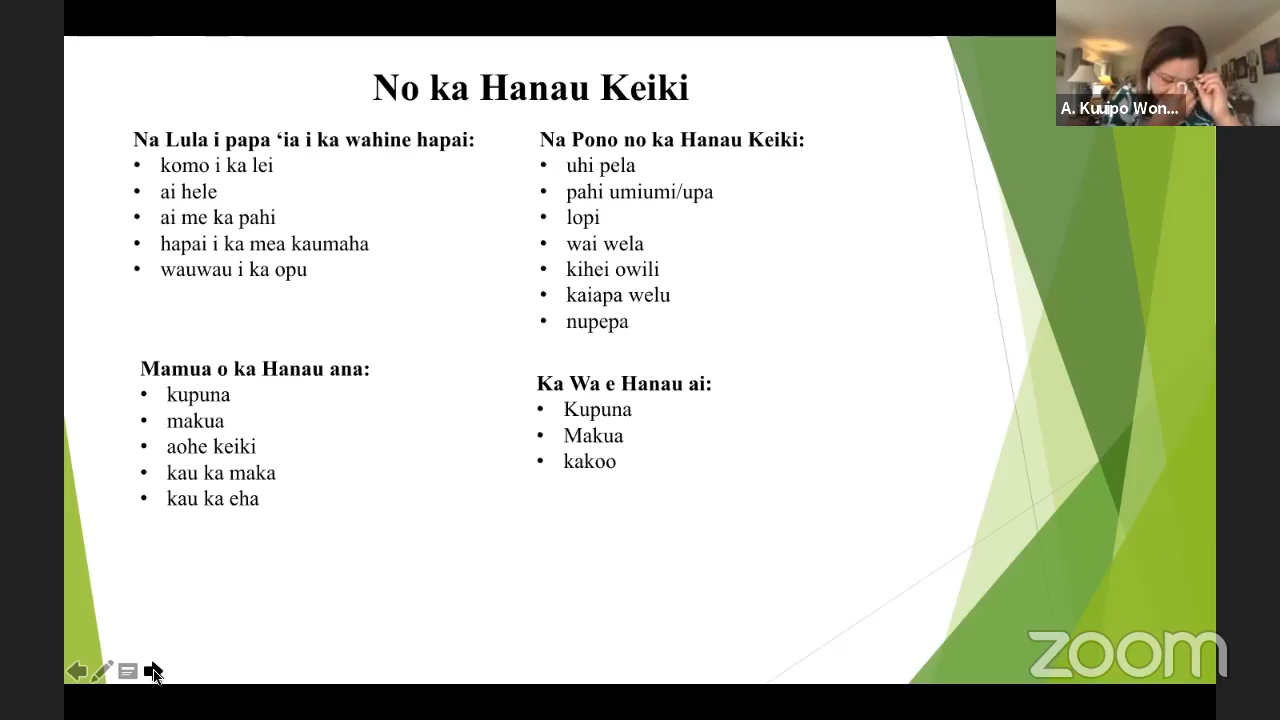 No ka Hanau Keiki
Na Lula i papa ‘ia i ka wahine hapai:
• komo i ka lei
• ai hele
• ai me ka pahi
• hapai i ka mea kaumaha
• wauwau i ka opu
Na Pono no ka Hanau Keiki:
• uhi pela
• pahi umiumi/upa
• lopi
• wai wela
• kihei owili
• kaiapa welu
• nupepa
Mamua o ka Hanau ana:
• kupuna
• makua
• aohe keiki
• kau ka maka
• kau ka eha
Ka Wa e Hanau ai:
• Kupuna
• Makua
• kakoo
A. Kuuipo Won...
zoom